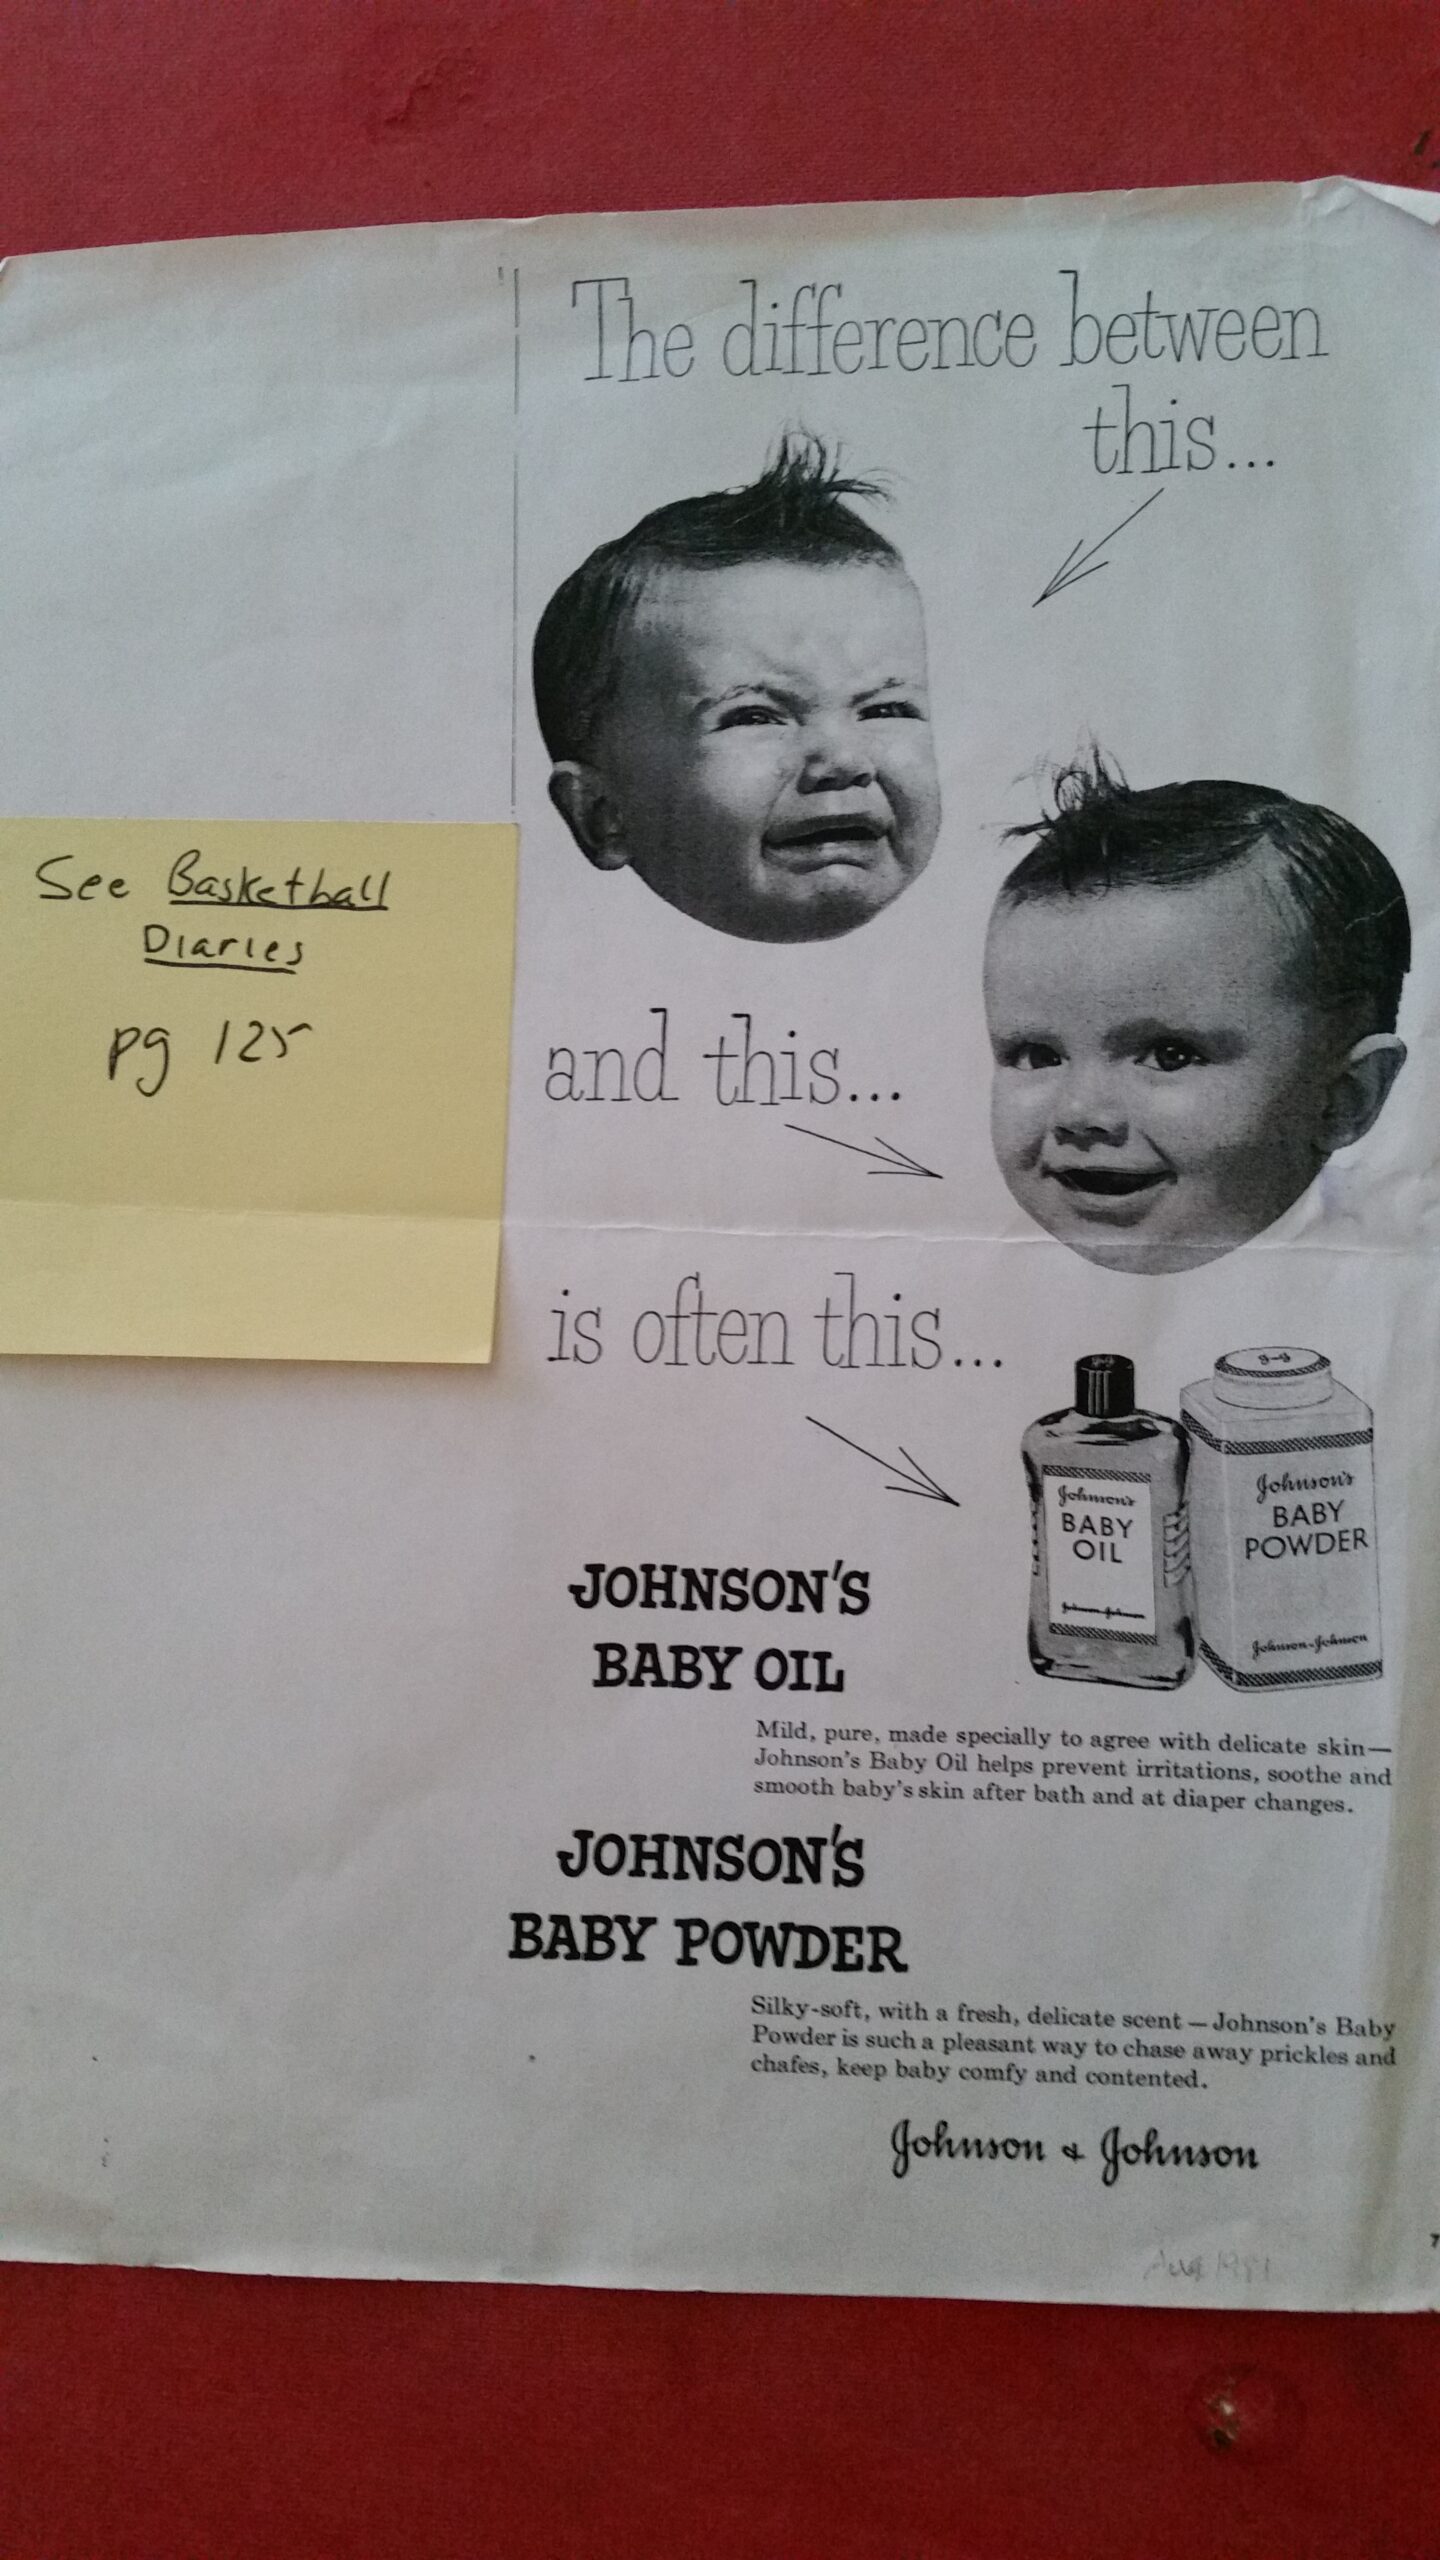 The difference between
this...
See Basketball
Diaries
pg 125
and this...
is often this...
J-J
J-J
Johnson's
BABY
OIL
Johnson-Johnson
Johnson's
BABY
POWDER
Johnson-Johnson
JOHNSON'S
BABY OIL
Mild, pure, made specially to agree with delicate skin—
Johnson's Baby Oil helps prevent irritations, soothe and
smooth baby's skin after bath and at diaper changes.
JOHNSON'S
BABY POWDER
Silky-soft, with a fresh, delicate scent — Johnson's Baby
Powder is such a pleasant way to chase away prickles and
chafes, keep baby comfy and contented.
Johnson & Johnson